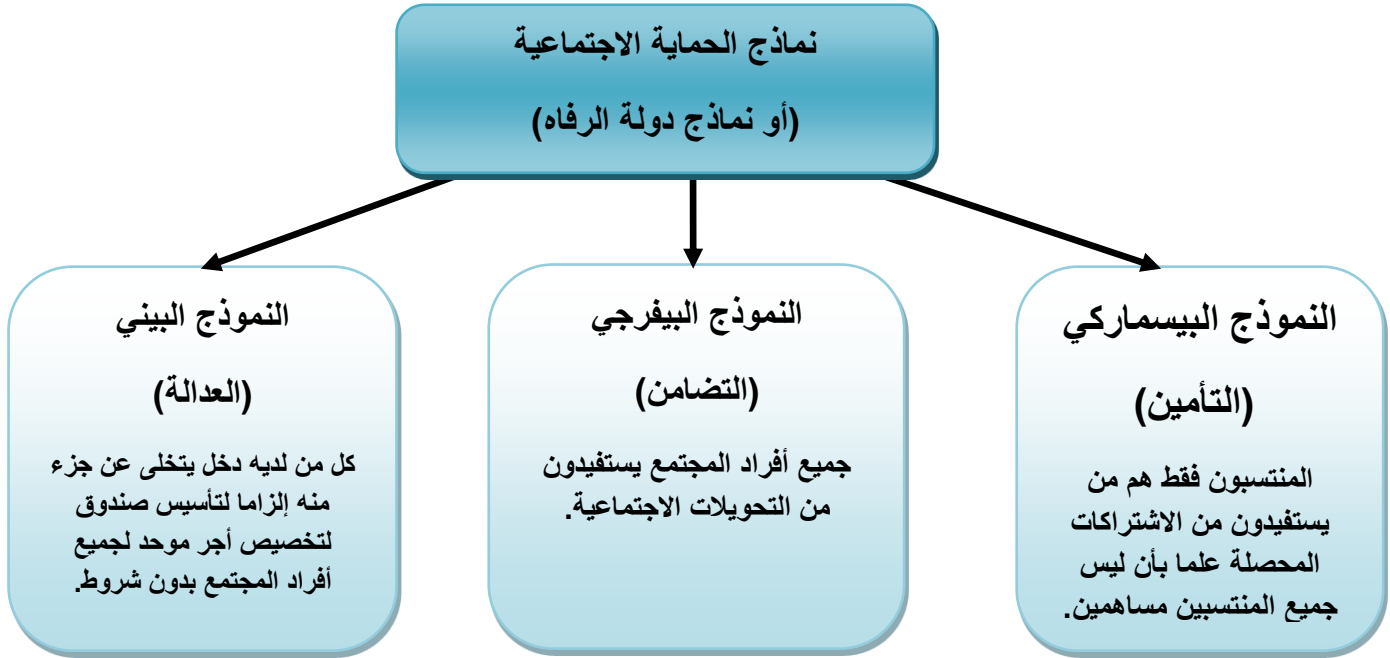 نماذج الحماية الاجتماعية
(أو نماذج دولة الرفاه)
النموذج البيسماركي
(التأمين)
المنتسبون فقط هم من
يستفيدون من الاشتراكات
المحصلة علما بأن ليس
جميع المنتسبين مساهمين.
النموذج البيفرجي
(التضامن)
جميع أفراد المجتمع يستفيدون
من التحويلات الاجتماعية.
النموذج البيني
(العدالة)
كل من لديه دخل يتخلى عن جزء
منه إلزاما لتأسيس صندوق
لتخصيص أجر موحد لجميع
أفراد المجتمع بدون شروط.